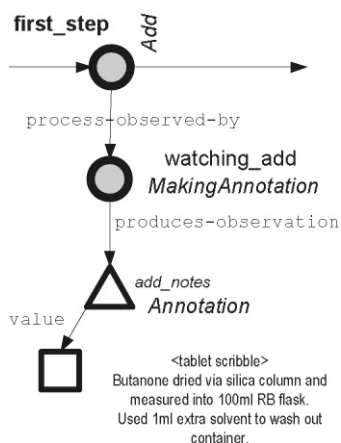 first_step
Add
process-observed-by
watching_add
MakingAnnotation
produces-observation
add_notes
Annotation
value
<tablet scribble>
Butanone dried via silica column and
measured into 100ml RB flask.
Used 1ml extra solvent to wash out
container.